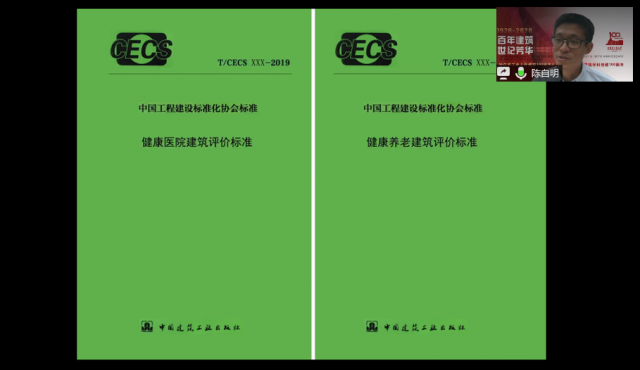 CECS
T/CECS XXX-2019
中国工程建设标准化协会标准
健康医院建筑评价标准
中国建筑工业出版社
CECS
T/CECS XXX-
中国工程建设标准化协会标准
健康养老建筑评价标准
中国建筑工业出版社
1920-2020
百年建筑
世纪芳华
100
陈自明